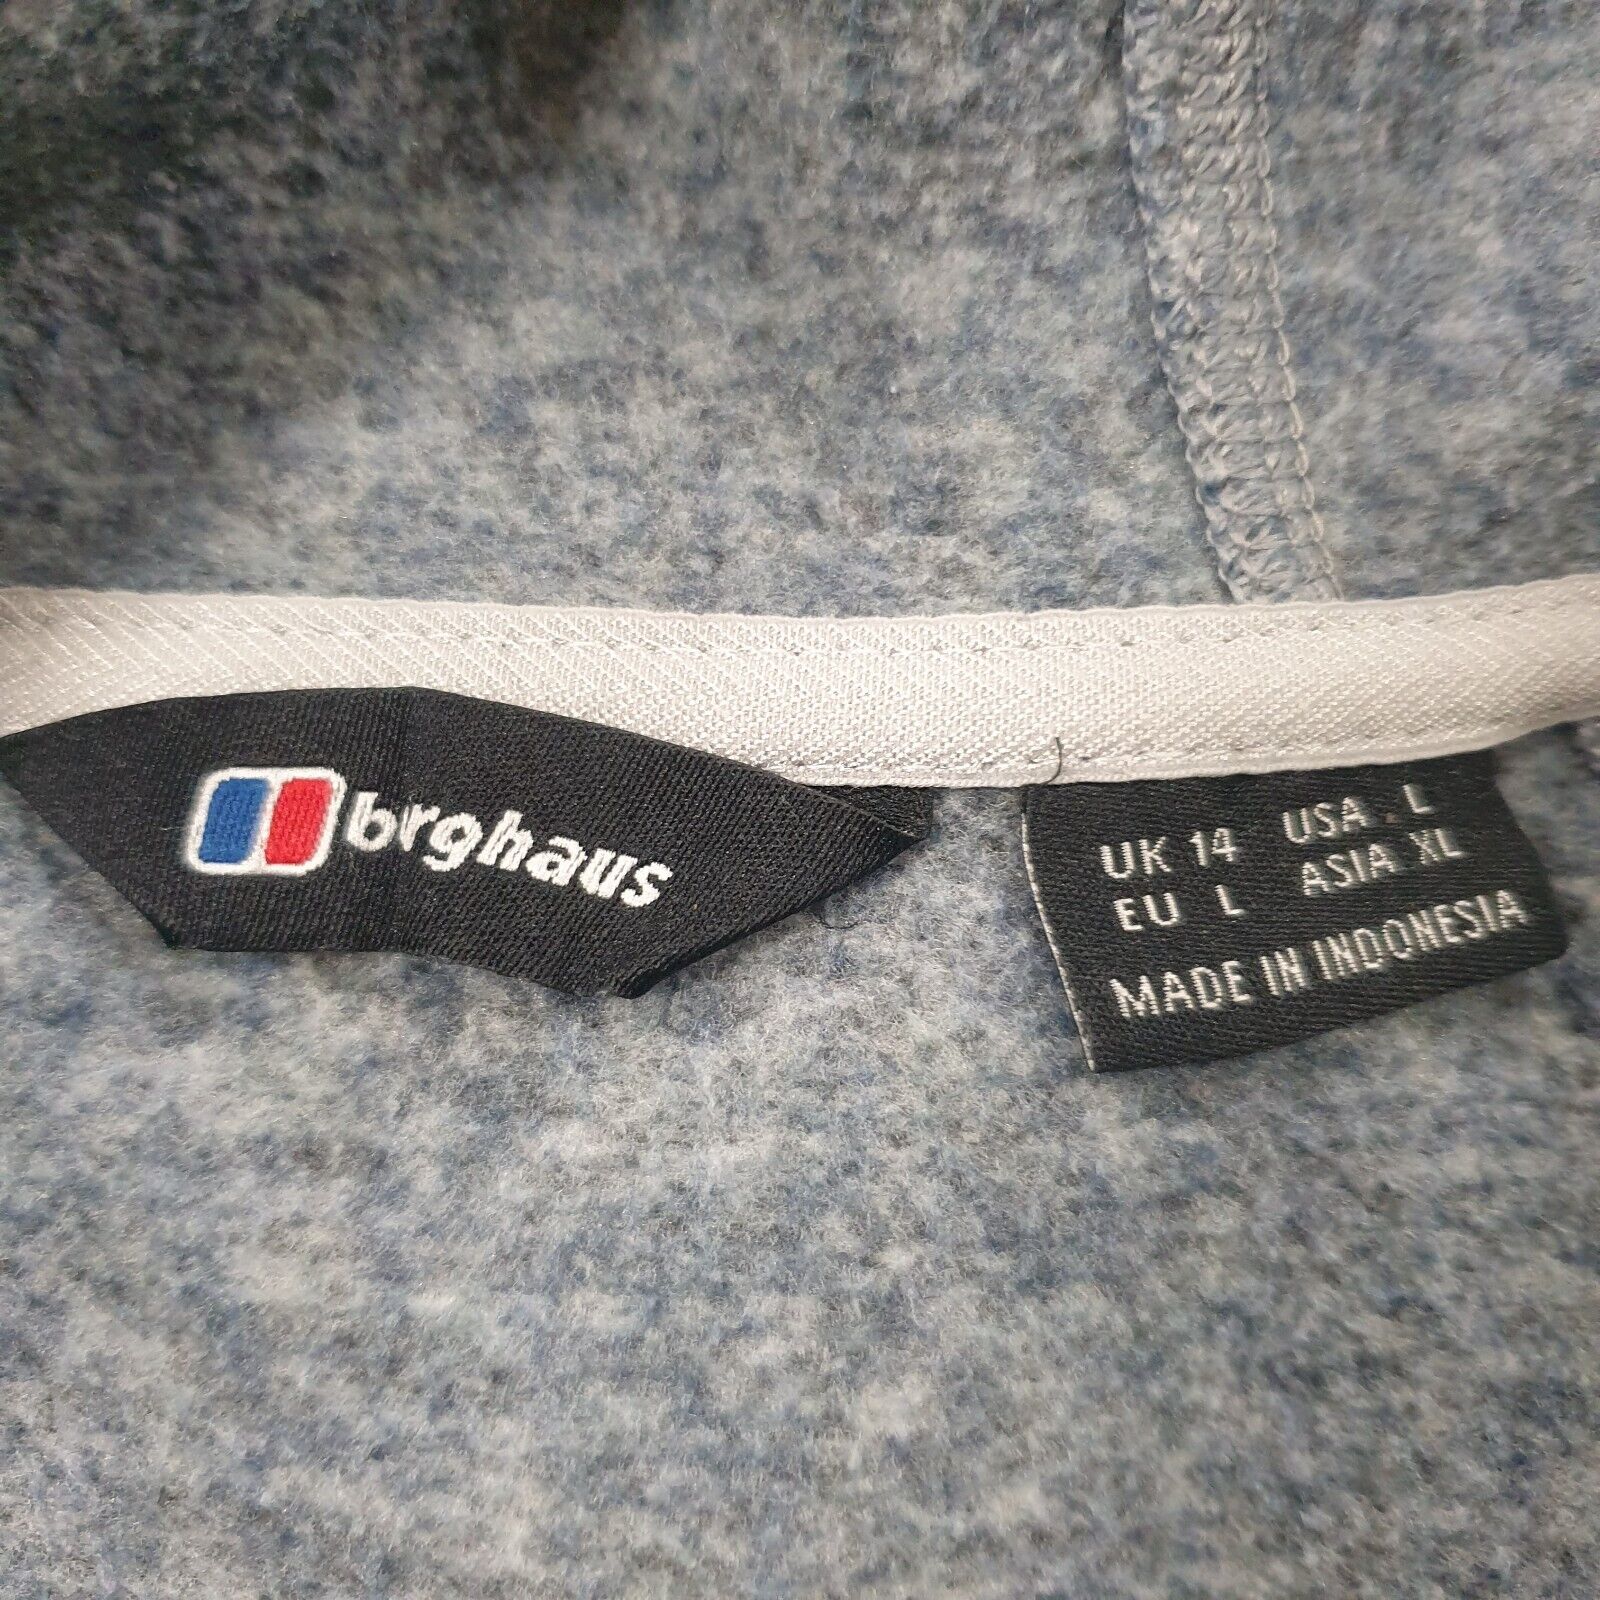 brghaus
UK 14 USA L
EU L ASIA XL
MADE IN INDONESIA